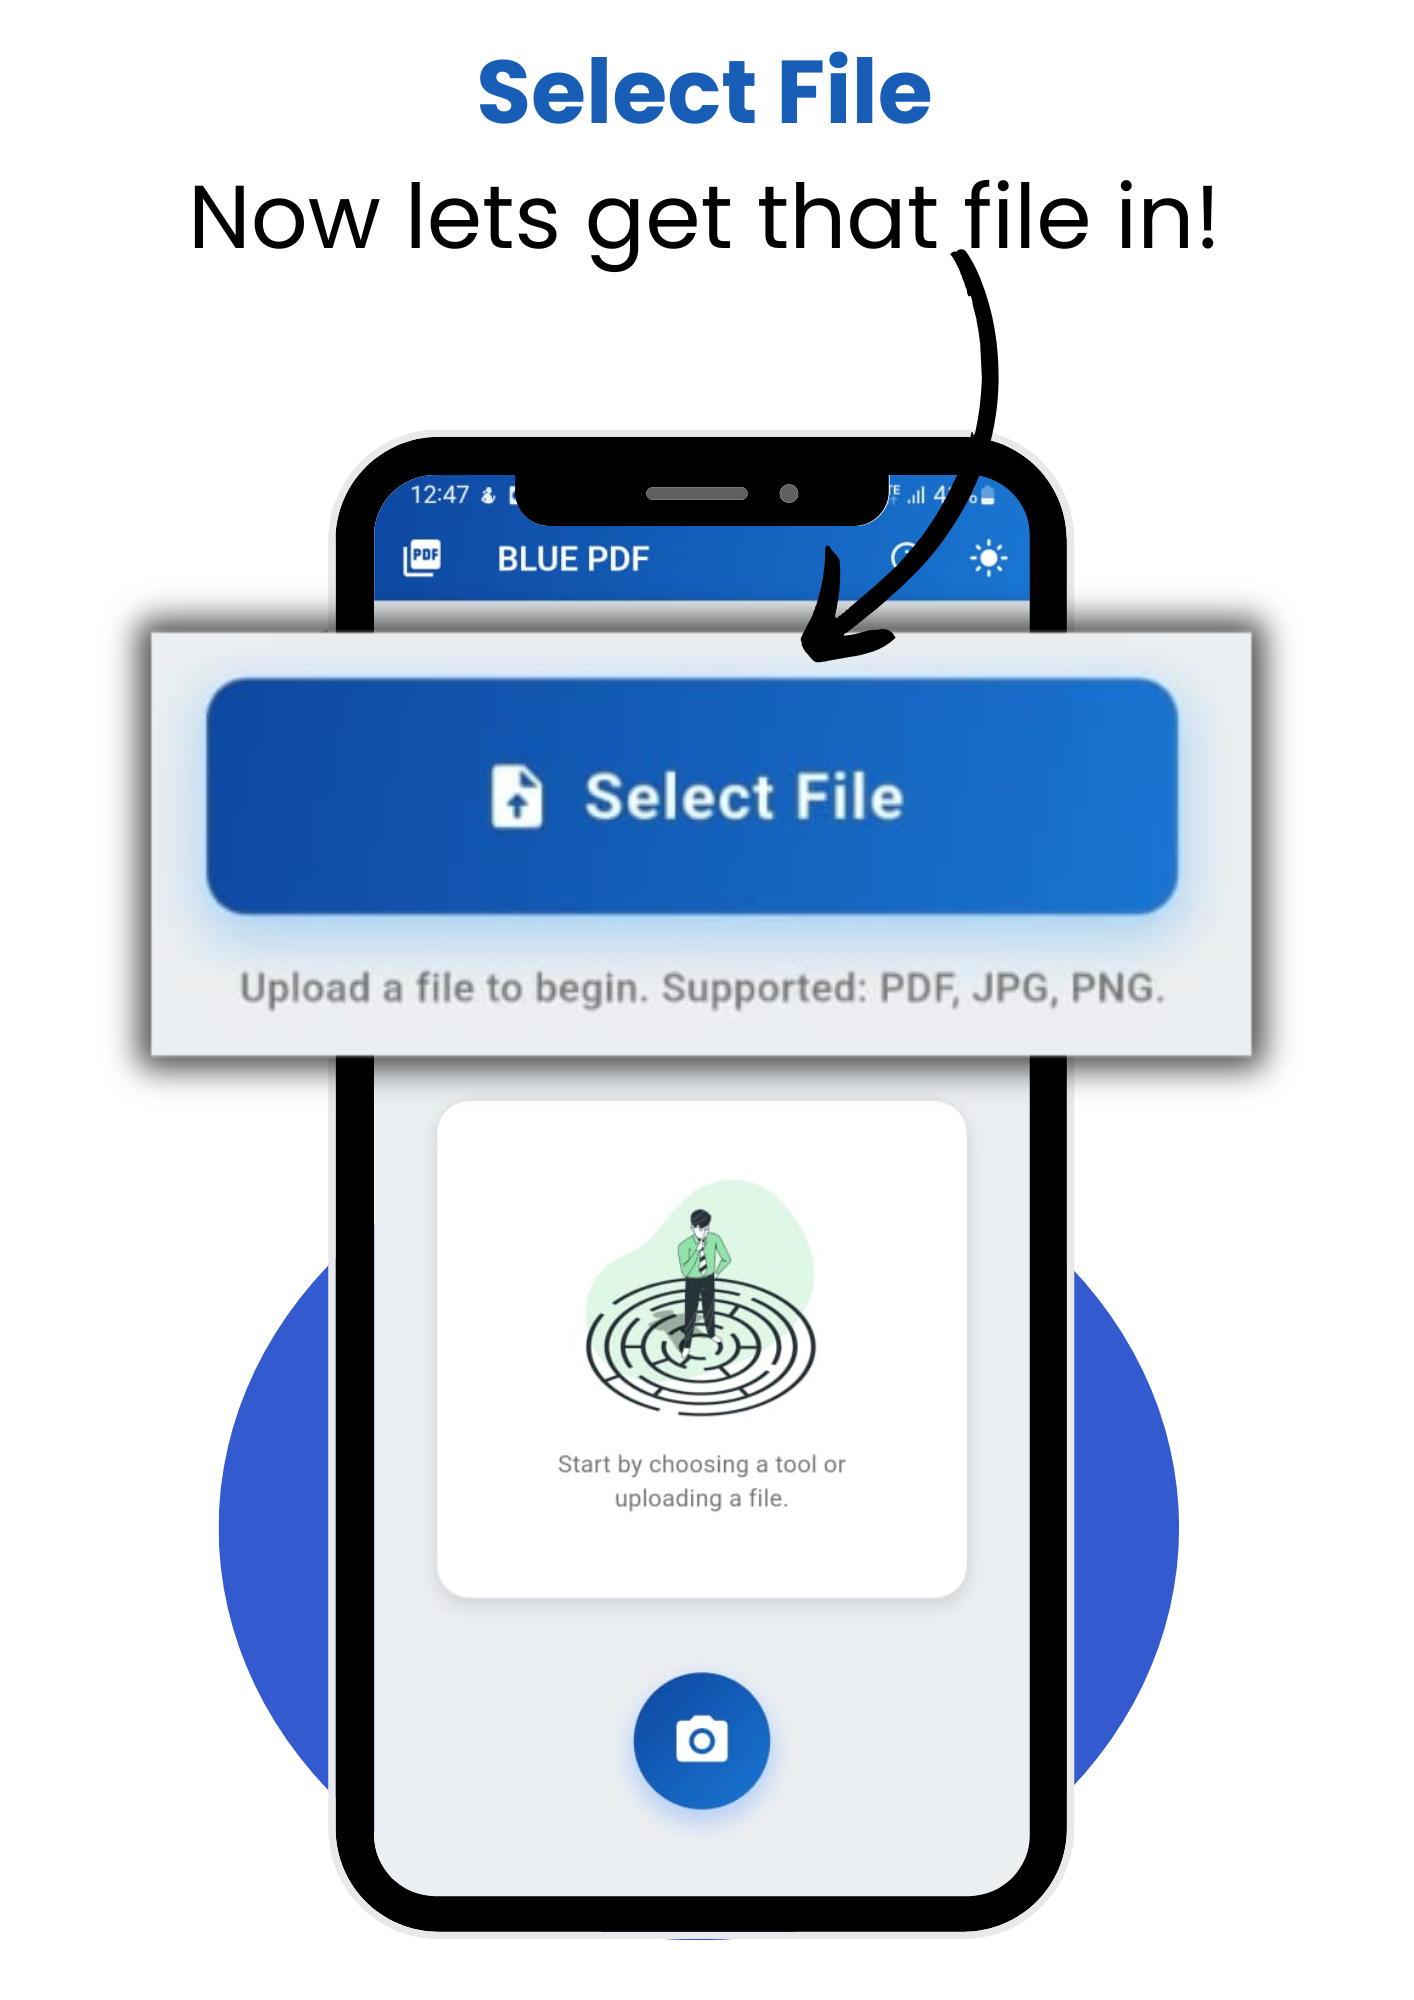 Select File
Now lets get that file in!
12:47
BLUE PDF
PDF
Select File
Upload a file to begin. Supported: PDF, JPG, PNG.
Start by choosing a tool or
uploading a file.